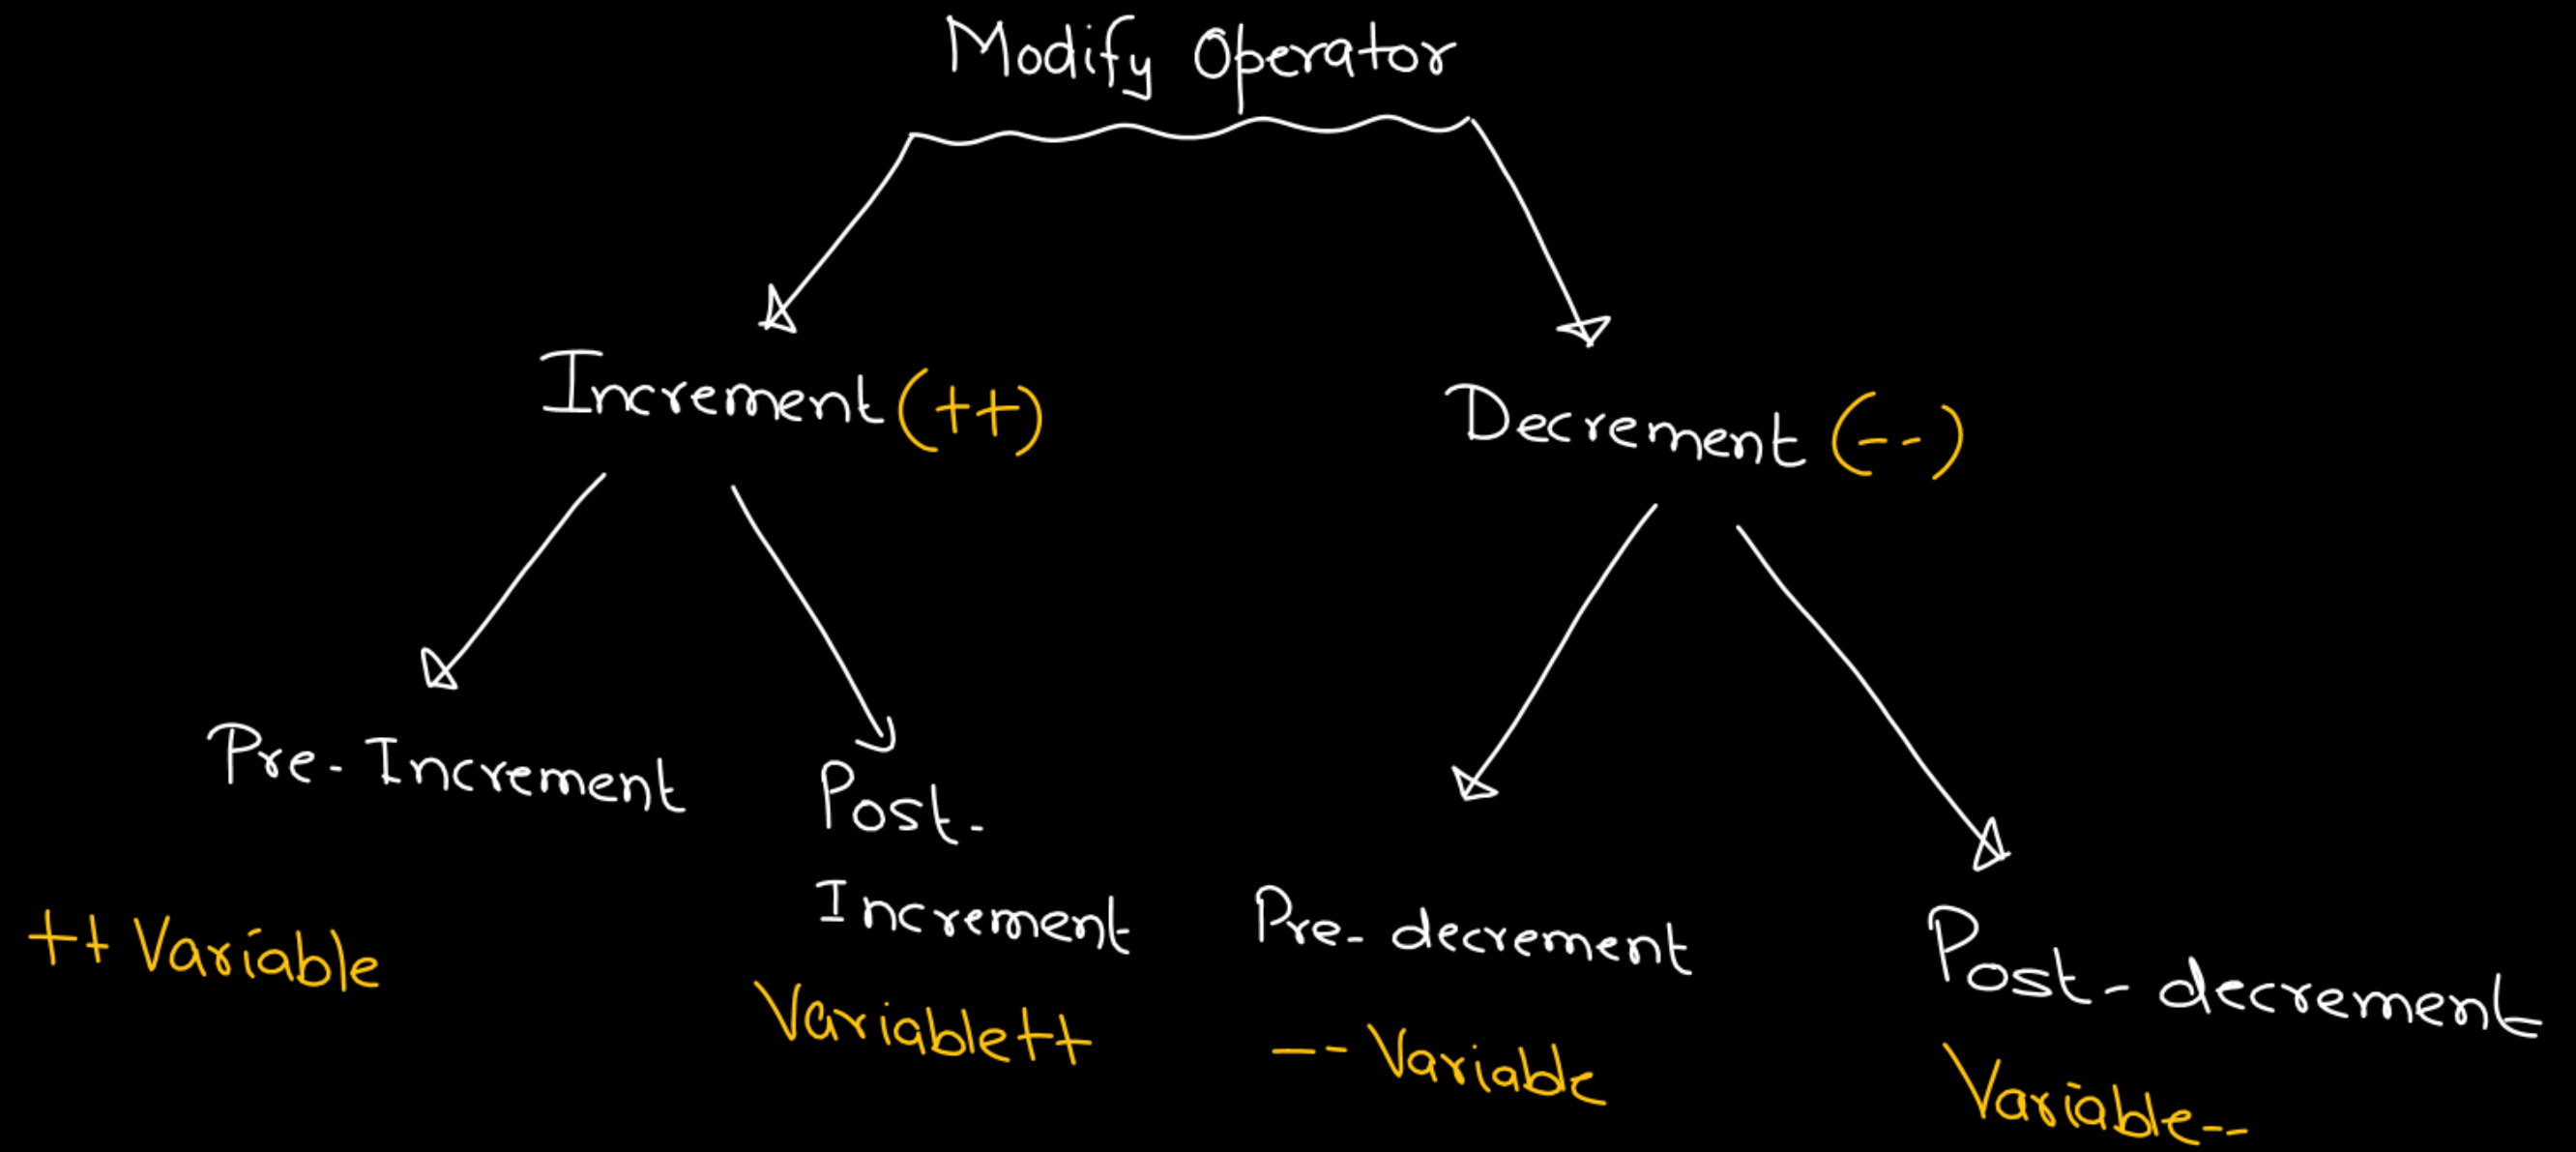 Modify Operator
Increment (++)
Decrement (--)
Pre-Increment
Post-
Increment
Pre-decrement
Post-decrement
++ Variable
Variable++
-- Variable
Variable--